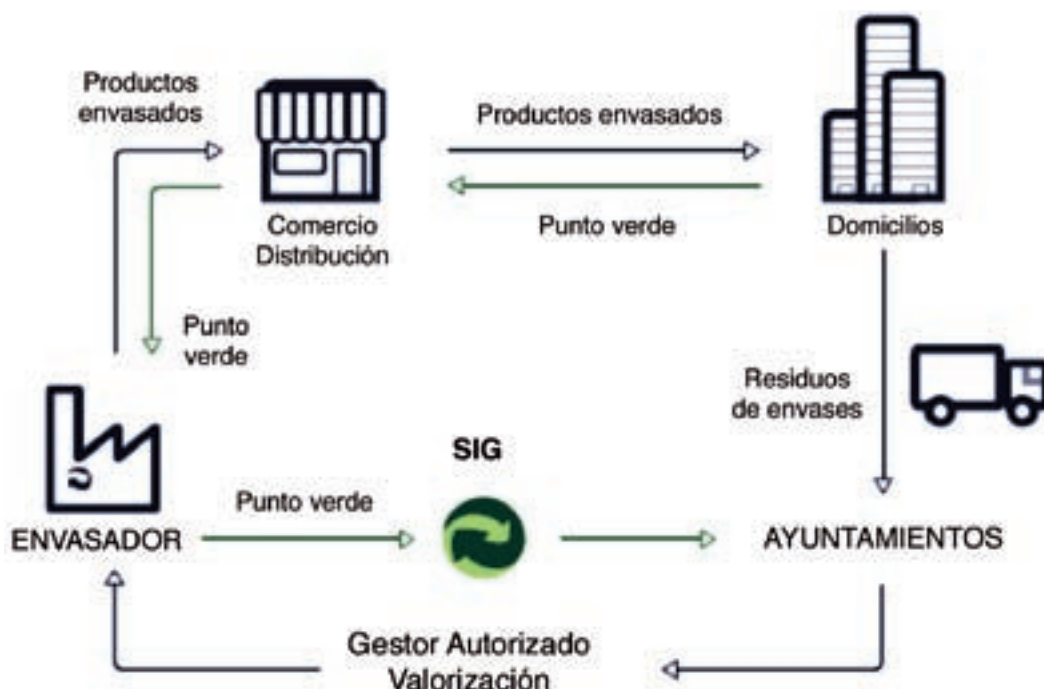 Productos
envasados
Comercio
Distribución
Productos envasados
Punto verde
Domicilios
Punto
verde
Residuos
de envases
SIG
Punto verde
ENVASADOR
AYUNTAMIENTOS
Gestor Autorizado
Valorización